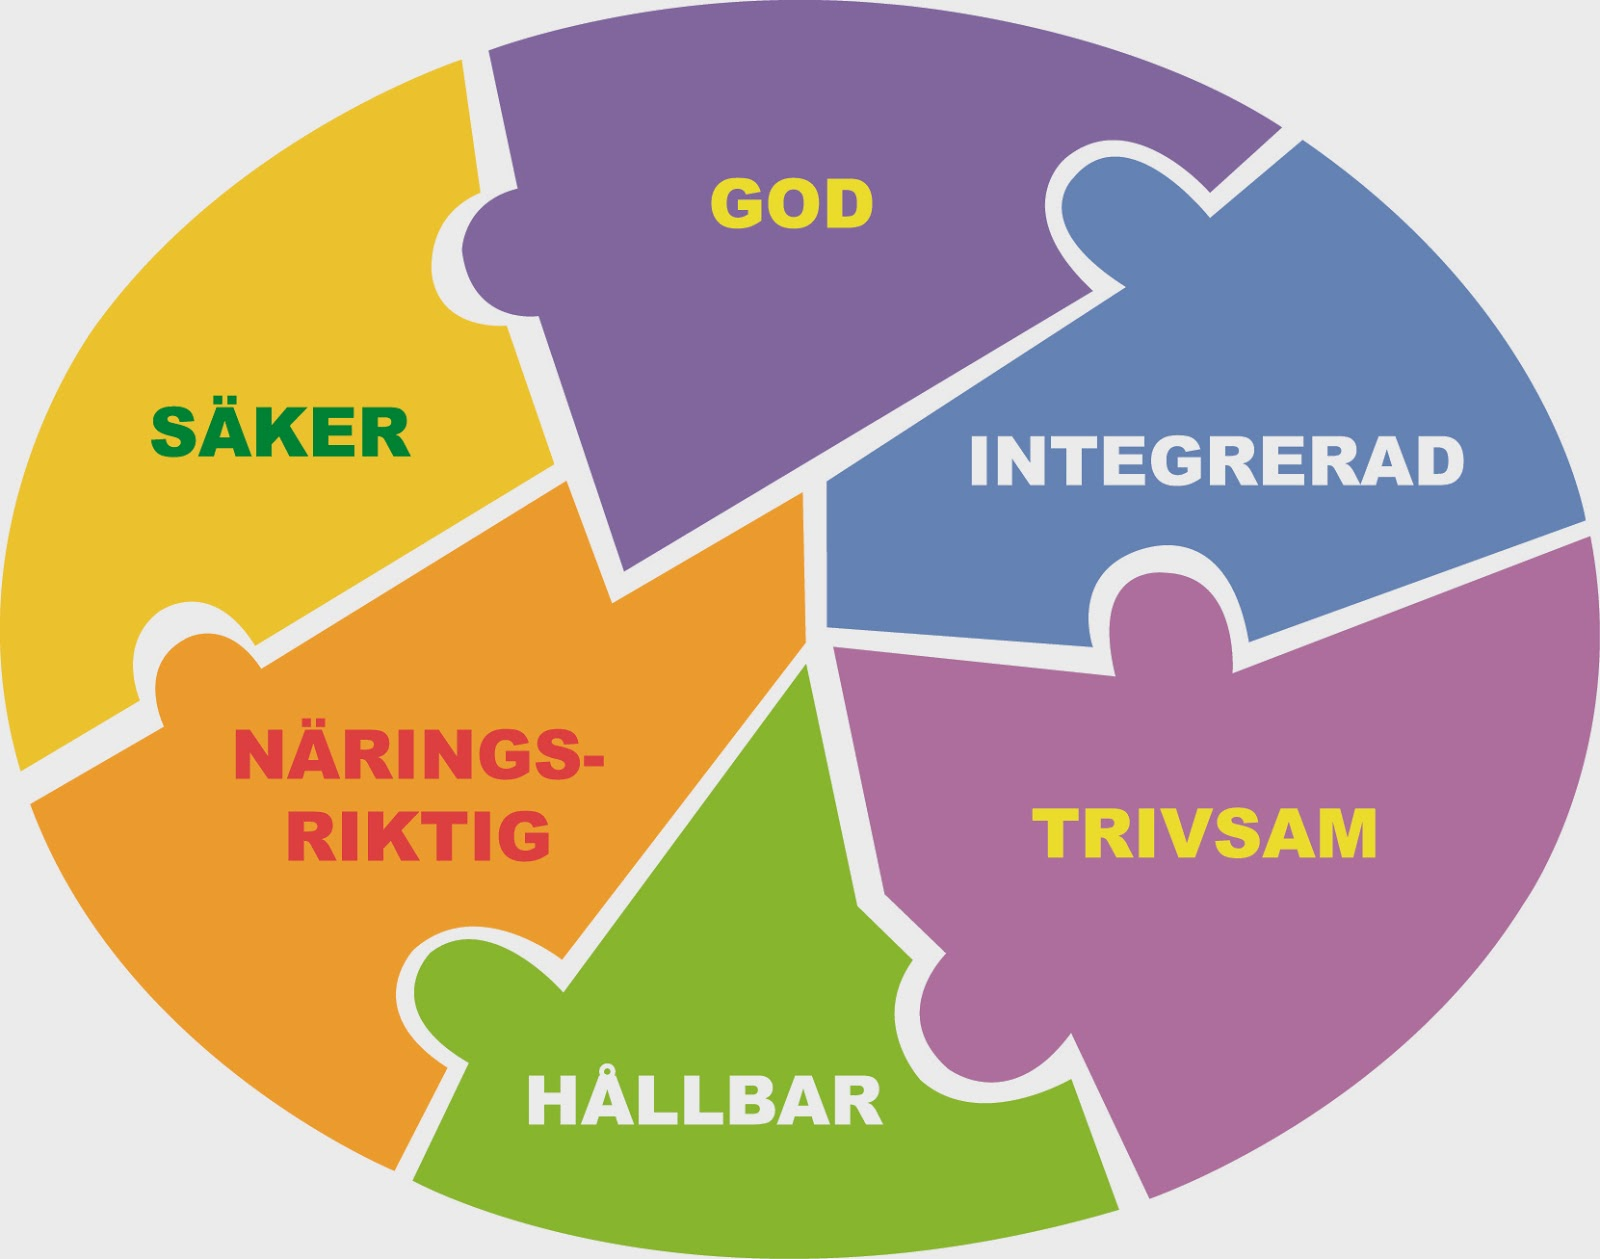 GOD
SÄKER
INTEGRERAD
NÄRINGS-
RIKTIG
TRIVSAM
HÅLLBAR